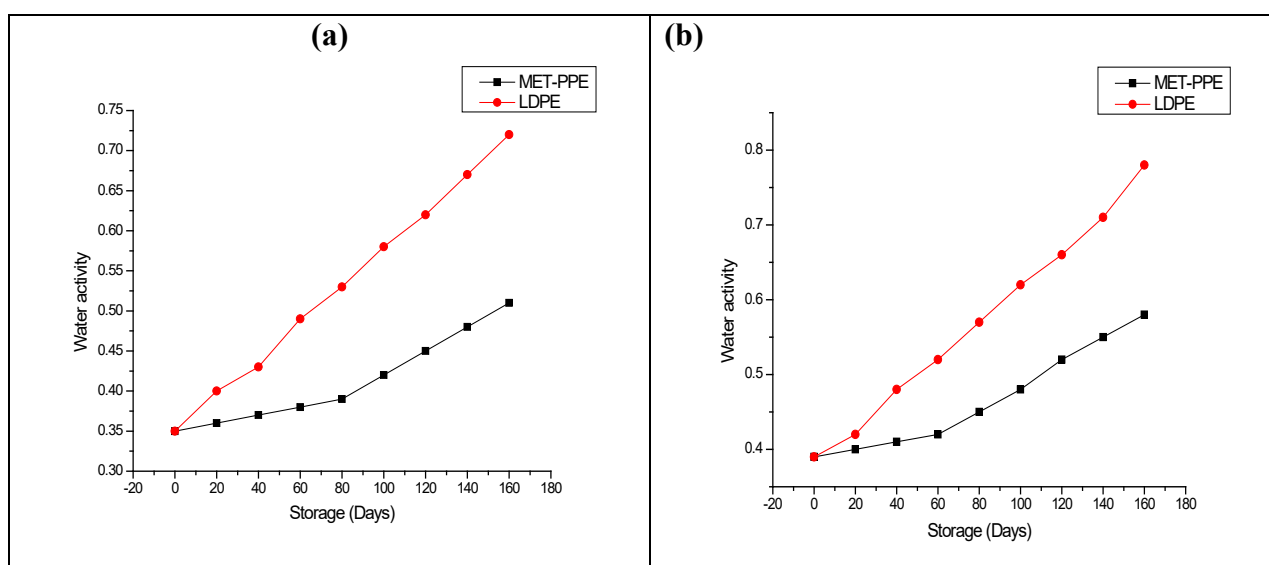 (a)
MET-PPE
LDPE
0.75
0.70
0.65
0.60
0.55
0.50
0.45
0.40
0.35
0.30
Water activity
-20 0 20 40 60 80 100 120 140 160 180
Storage (Days)
(b)
MET-PPE
LDPE
0.8
0.7
0.6
0.5
0.4
Water activity
-20 0 20 40 60 80 100 120 140 160 180
Storage (Days)